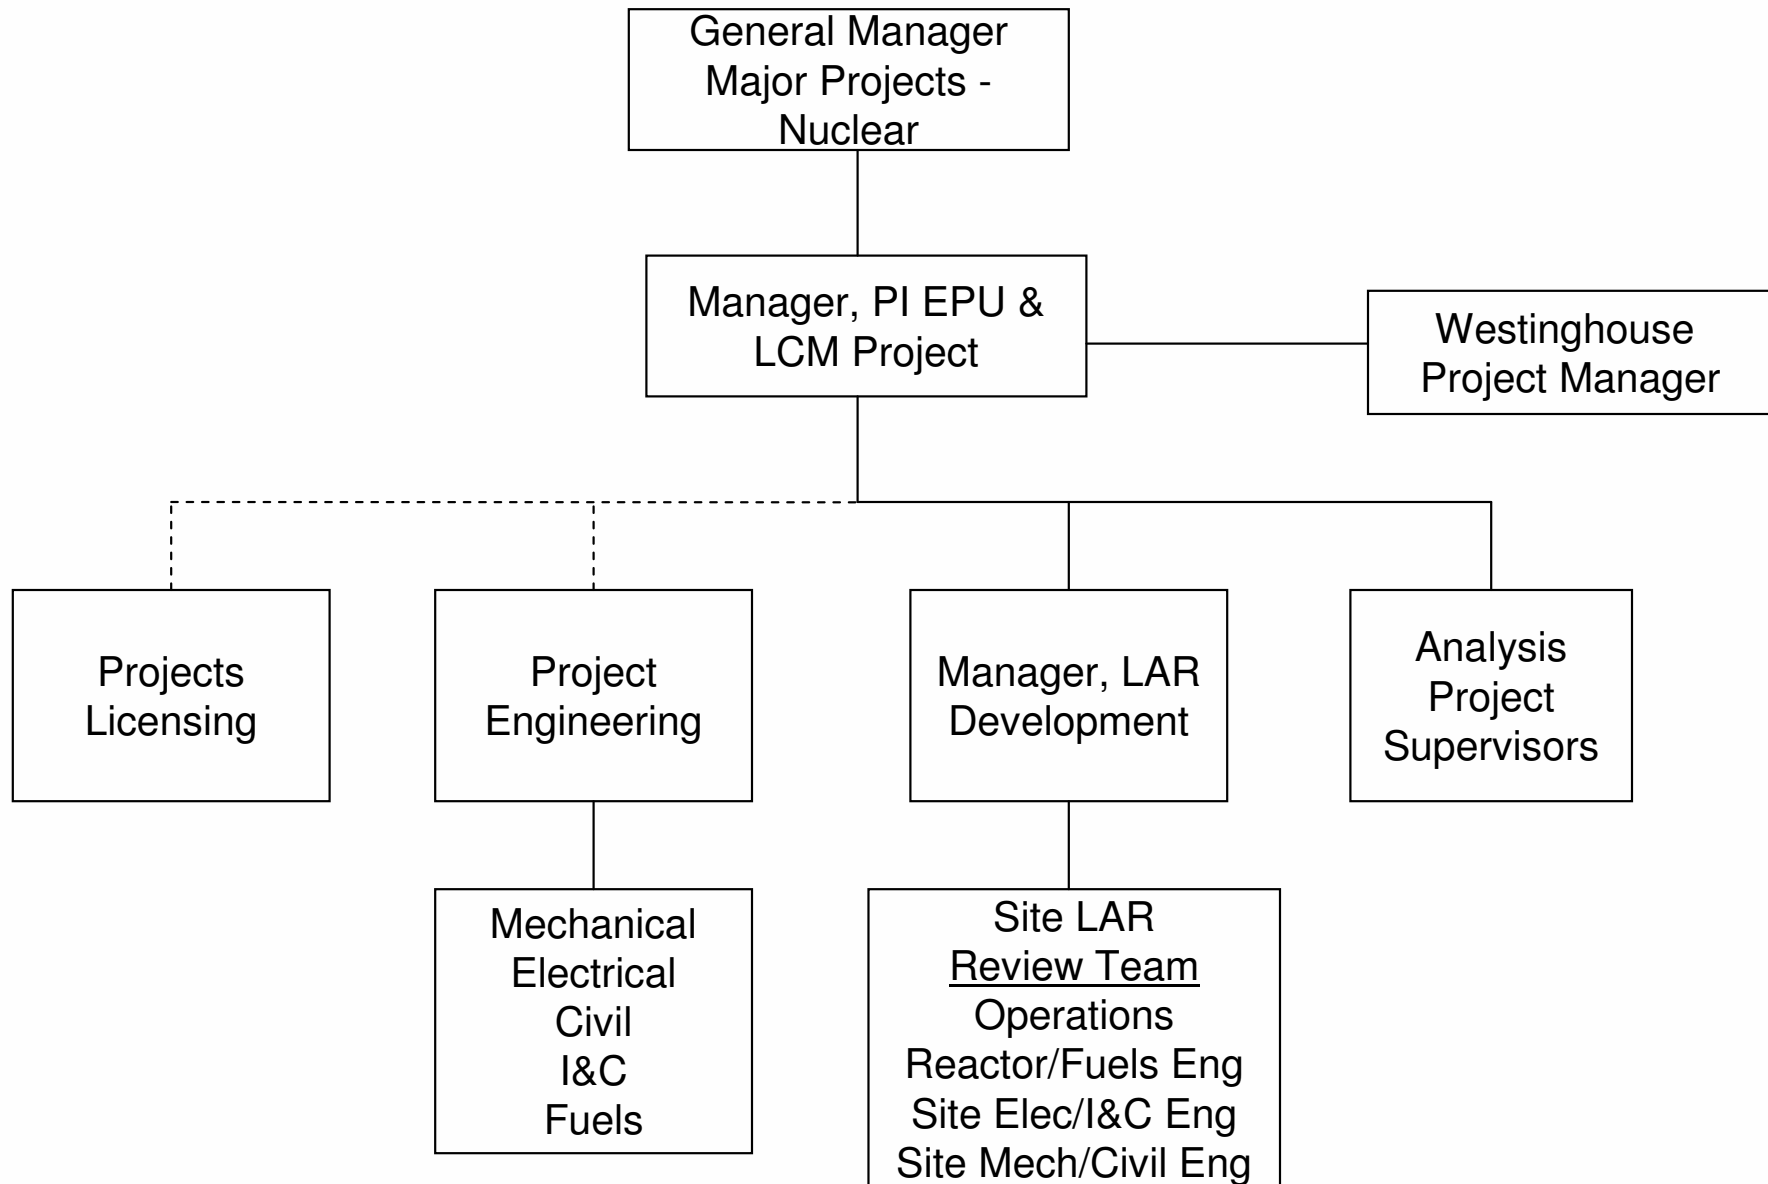 General Manager
Major Projects -
Nuclear
Manager, PI EPU &
LCM Project
Westinghouse
Project Manager
Projects
Licensing
Project
Engineering
Manager, LAR
Development
Analysis
Project
Supervisors
Mechanical
Electrical
Civil
I&C
Fuels
Site LAR
Review Team
Operations
Reactor/Fuels Eng
Site Elec/I&C Eng
Site Mech/Civil Eng